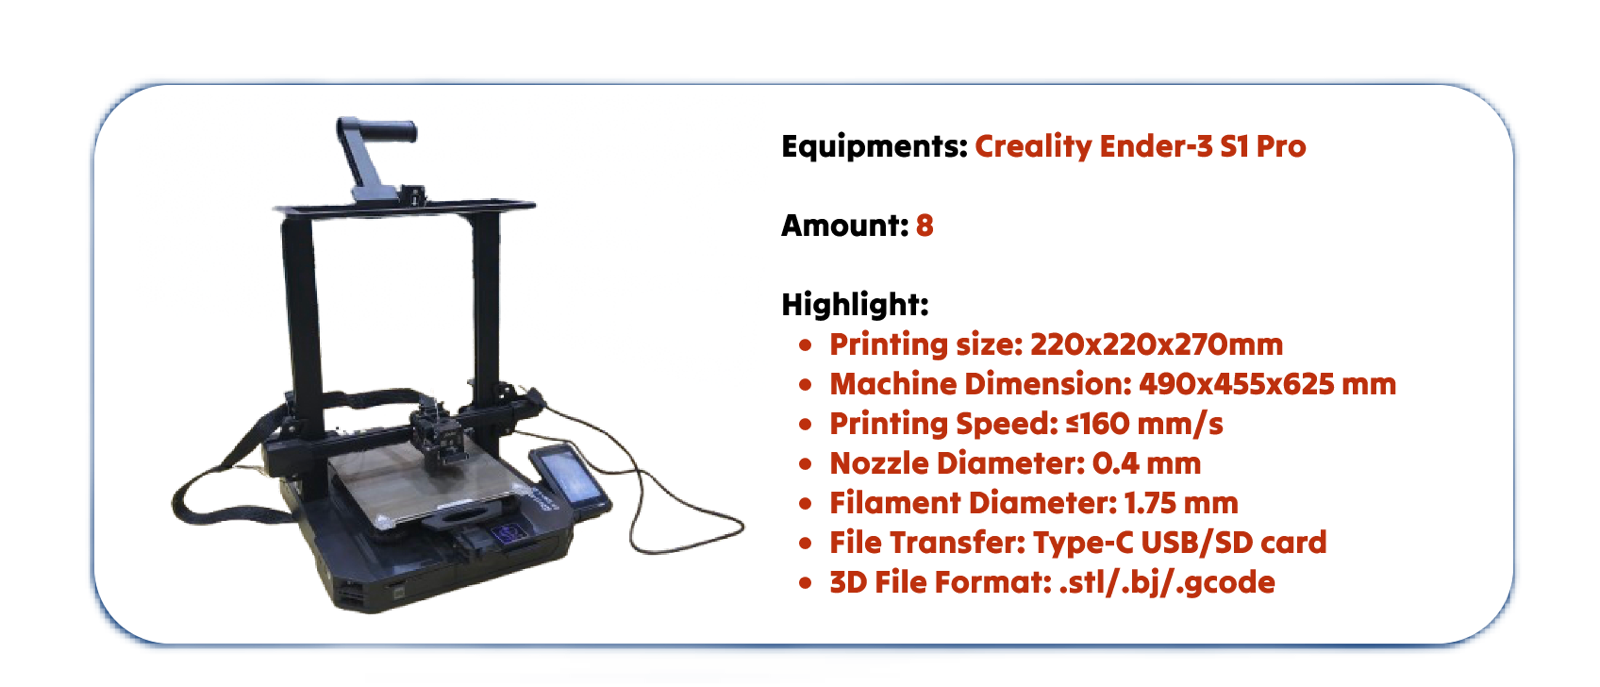 Equipments: Creality Ender-3 S1 Pro
Amount: 8
Highlight:
• Printing size: 220x220x270mm
• Machine Dimension: 490x455x625 mm
• Printing Speed: ≤160 mm/s
• Nozzle Diameter: 0.4 mm
• Filament Diameter: 1.75 mm
• File Transfer: Type-C USB/SD card
• 3D File Format: .stl/.bj/.gcode